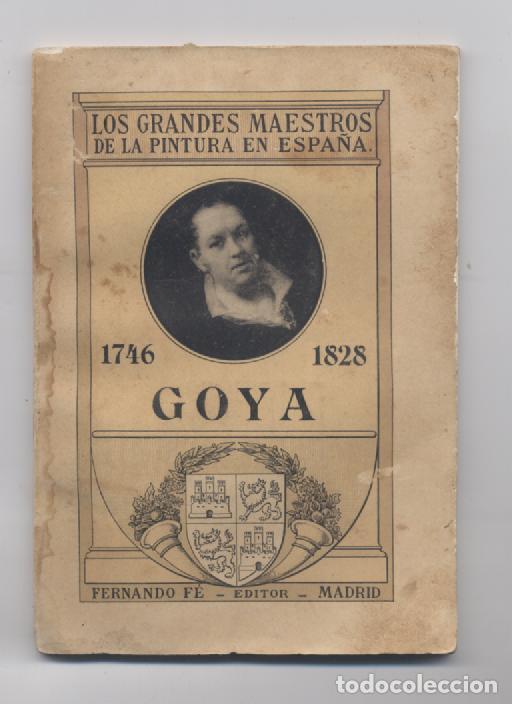 LOS GRANDES MAESTROS
DE LA PINTURA EN ESPAÑA.
1746 1828
GOYA
FERNANDO FÉ - EDITOR - MADRID
todocoleccion